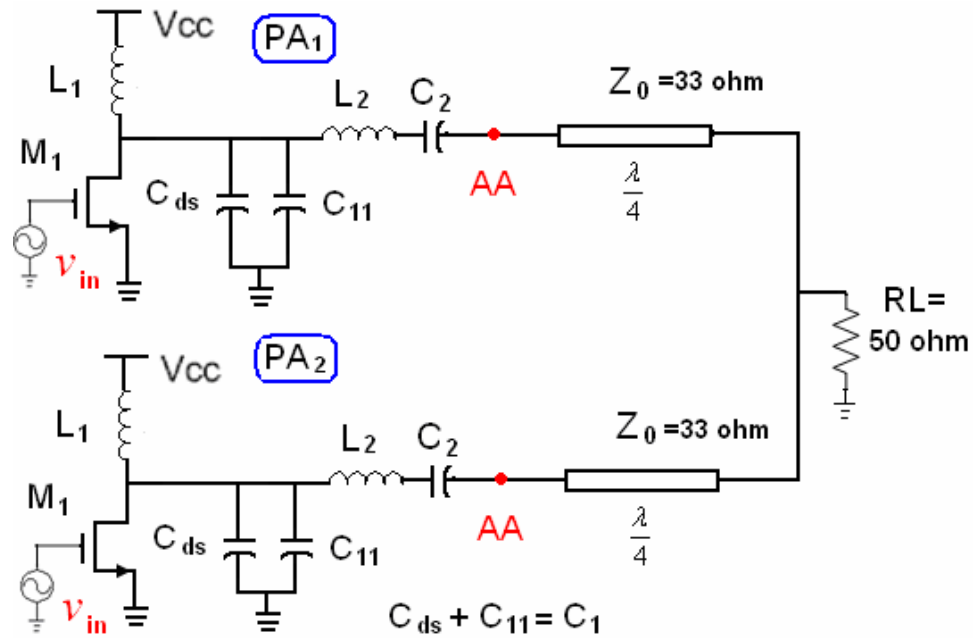 Vcc
PA1
L1
L2
C2
Z0 =33 ohm
M1
Cds
C11
AA
λ/4
vin
RL=
50 ohm
Vcc
PA2
L1
L2
C2
Z0 =33 ohm
M1
Cds
C11
AA
λ/4
vin
Cds + C11= C1